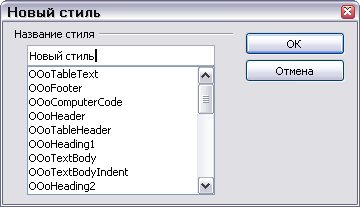 Новый стиль
Название стиля
Новый стиль
OOoTableText
OOoFooter
OOoComputerCode
OOoHeader
OOoTableHeader
OOoHeading1
OOoTextBody
OOoTextBodyIndent
OOoHeading2
OK
Отмена